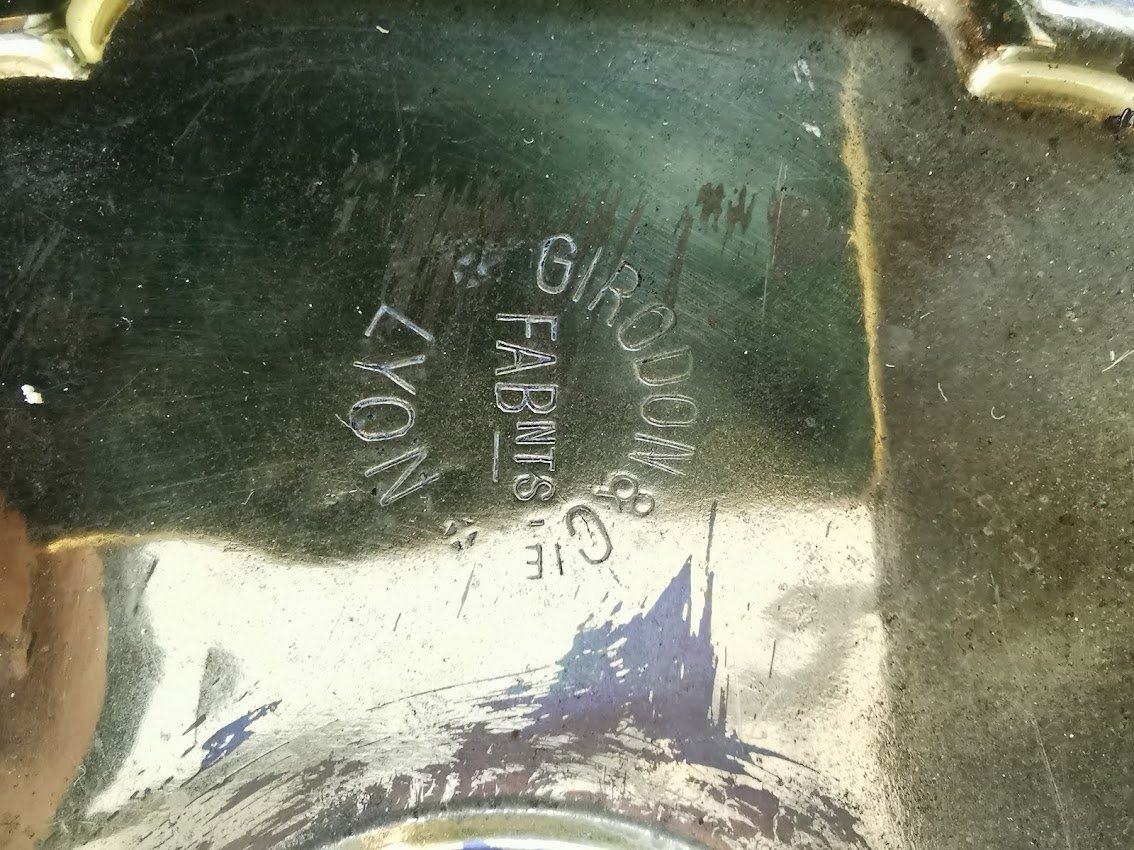 GIRODON & CIE
FABNTS
LYON